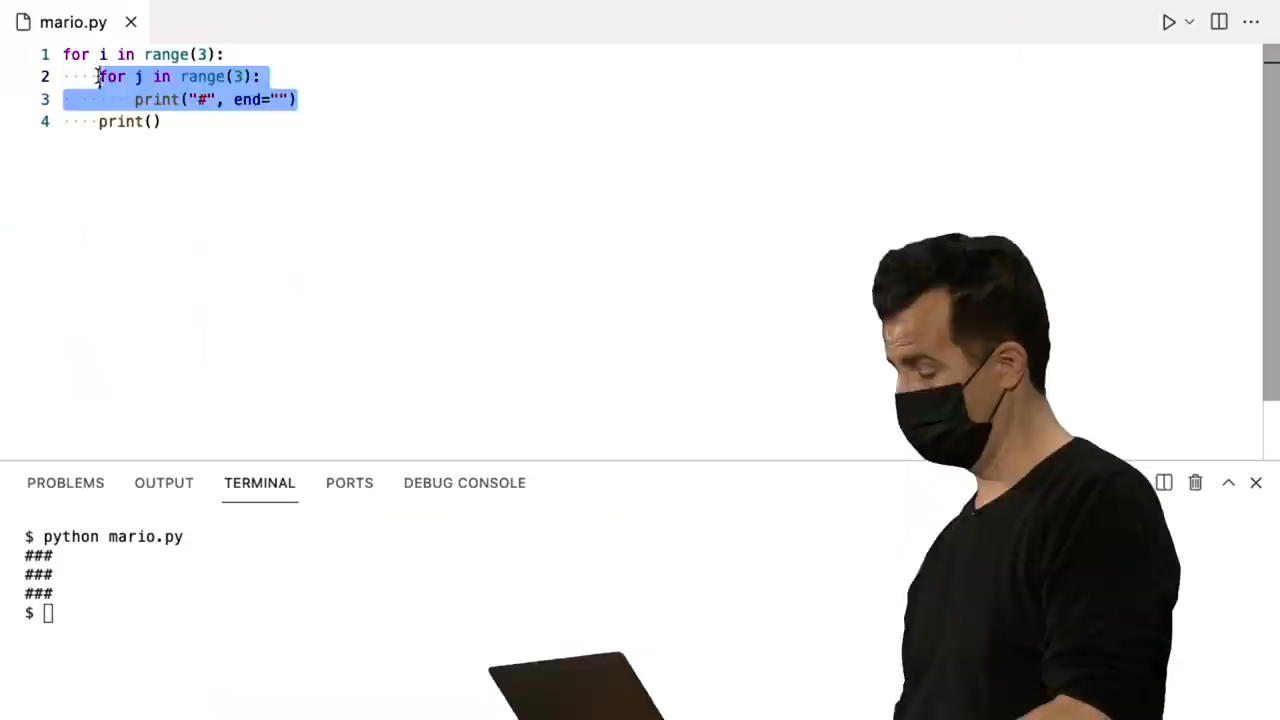 mario.py
1 for i in range(3):
2 ····for j in range(3):
3 ········print("#", end="")
4 ····print()
PROBLEMS OUTPUT TERMINAL PORTS DEBUG CONSOLE
$ python mario.py
###
###
###
$